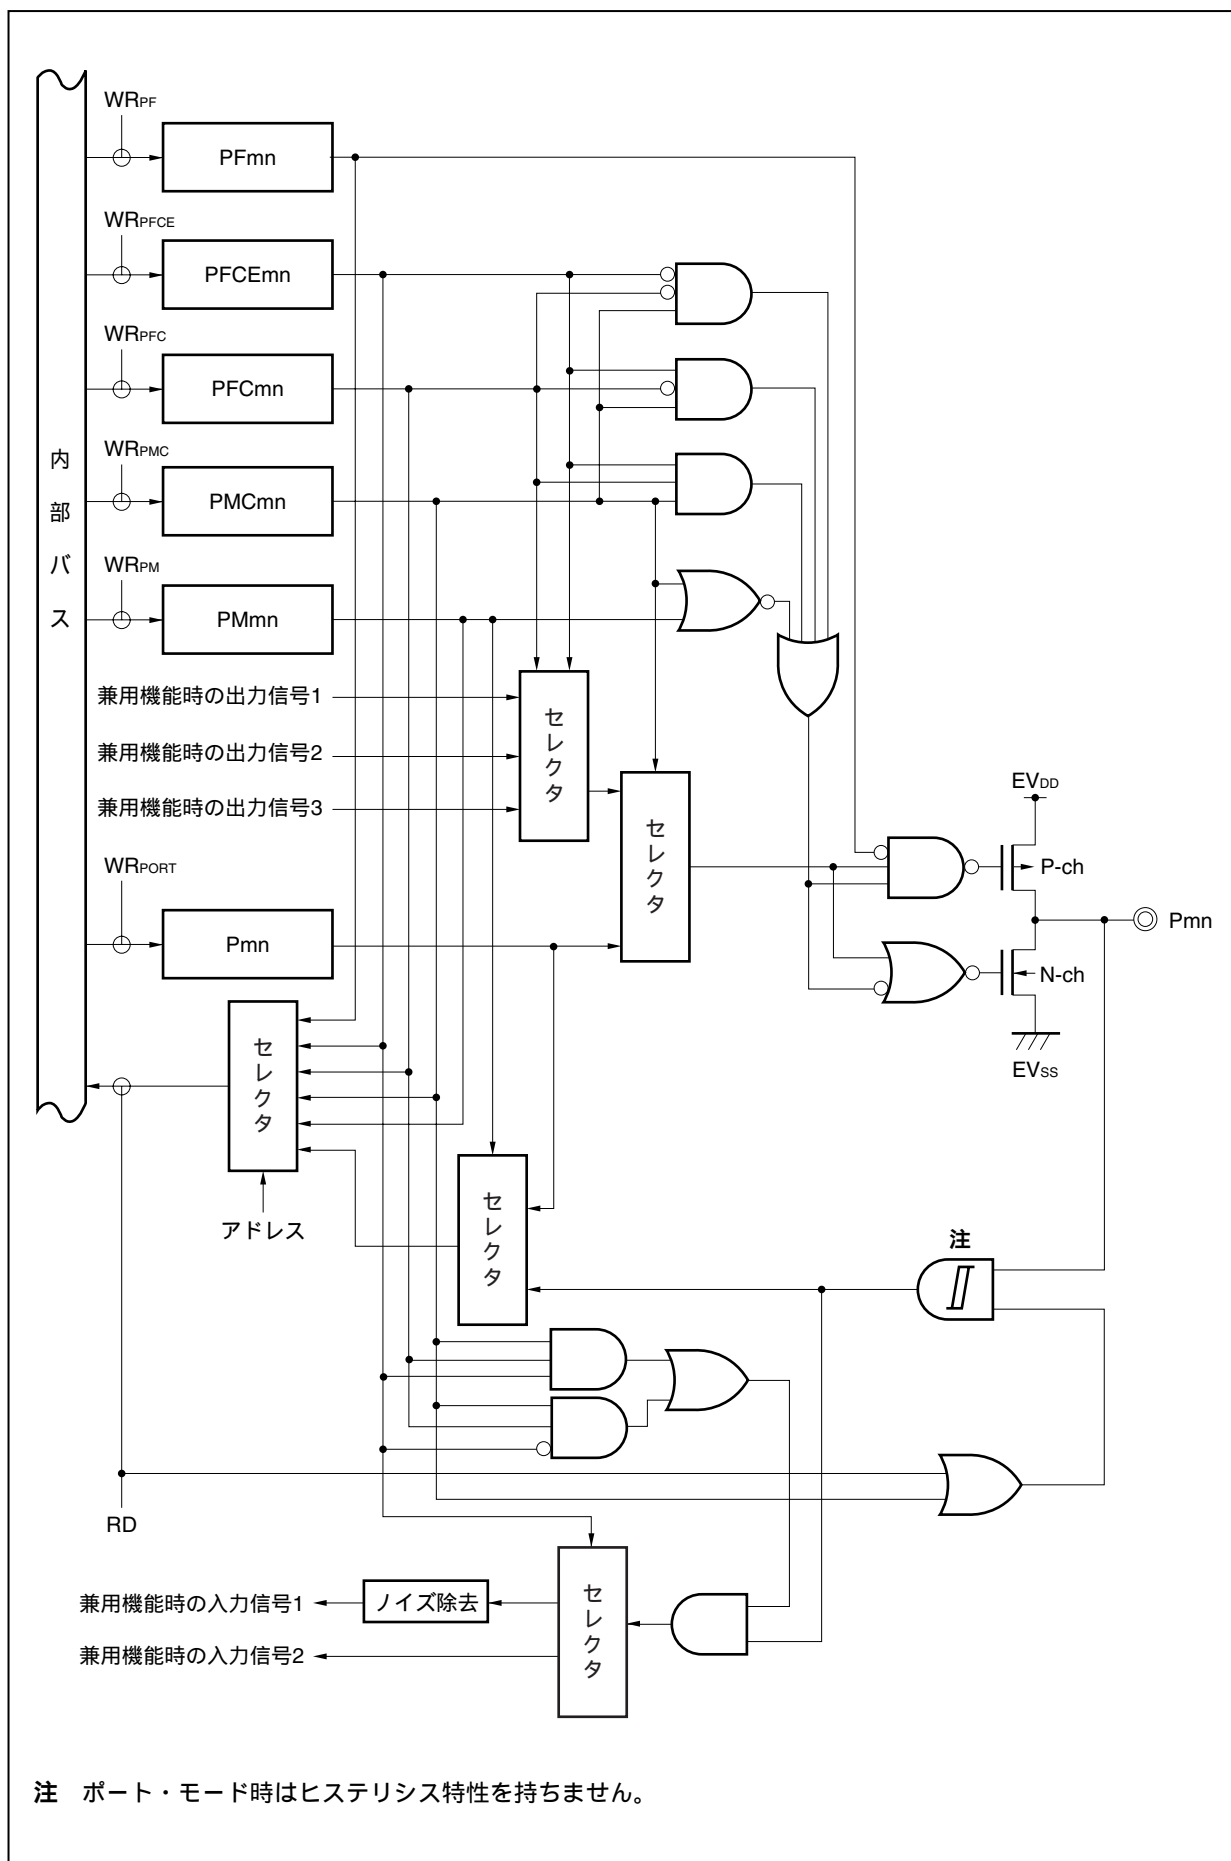 WRPF
PFmn
WRPFCE
PFCEmn
WRPFC
PFCmn
内部バス
WRPMC
PMCmn
WRPM
PMmn
兼用機能時の出力信号1
兼用機能時の出力信号2
兼用機能時の出力信号3
セレクタ
セレクタ
EVDD
P-ch
WRPORT
Pmn
Pmn
N-ch
EVSS
セレクタ
アドレス
セレクタ
注
RD
セレクタ
兼用機能時の入力信号1
ノイズ除去
兼用機能時の入力信号2
注 ポート・モード時はヒステリシス特性を持ちません。